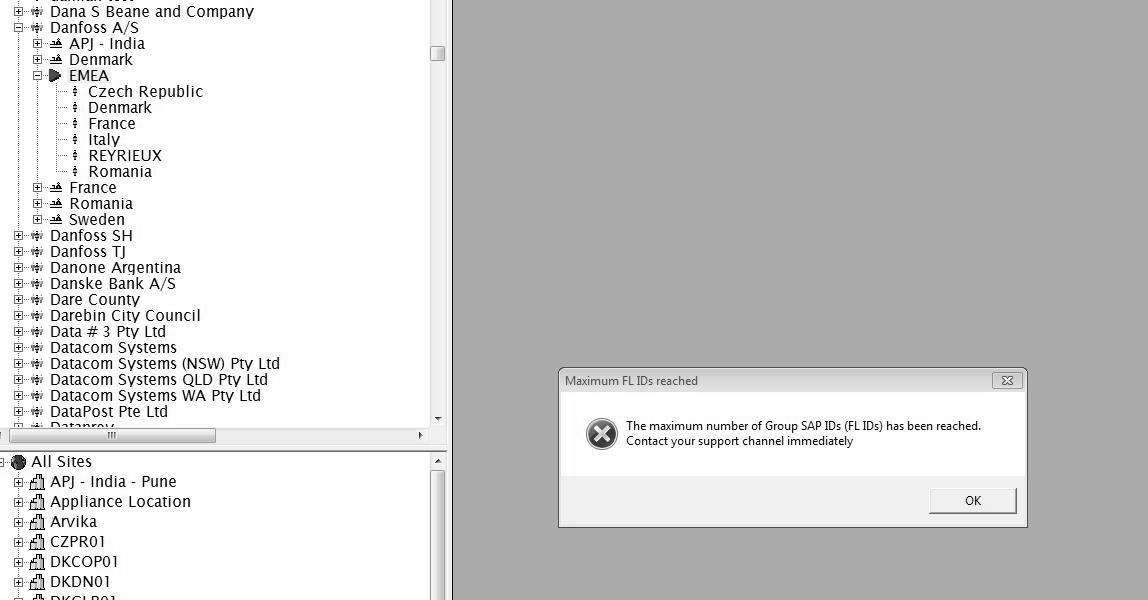 Dana S Beane and Company
Danfoss A/S
APJ - India
Denmark
EMEA
Czech Republic
Denmark
France
Italy
REYRIEUX
Romania
France
Romania
Sweden
Danfoss SH
Danfoss TJ
Danone Argentina
Danske Bank A/S
Dare County
Darebin City Council
Data # 3 Pty Ltd
Datacom Systems
Datacom Systems (NSW) Pty Ltd
Datacom Systems QLD Pty Ltd
Datacom Systems WA Pty Ltd
DataPost Pte Ltd
All Sites
APJ - India - Pune
Appliance Location
Arvika
CZPR01
DKCOP01
DKDN01
Maximum FL IDs reached
The maximum number of Group SAP IDs (FL IDs) has been reached.
Contact your support channel immediately
OK